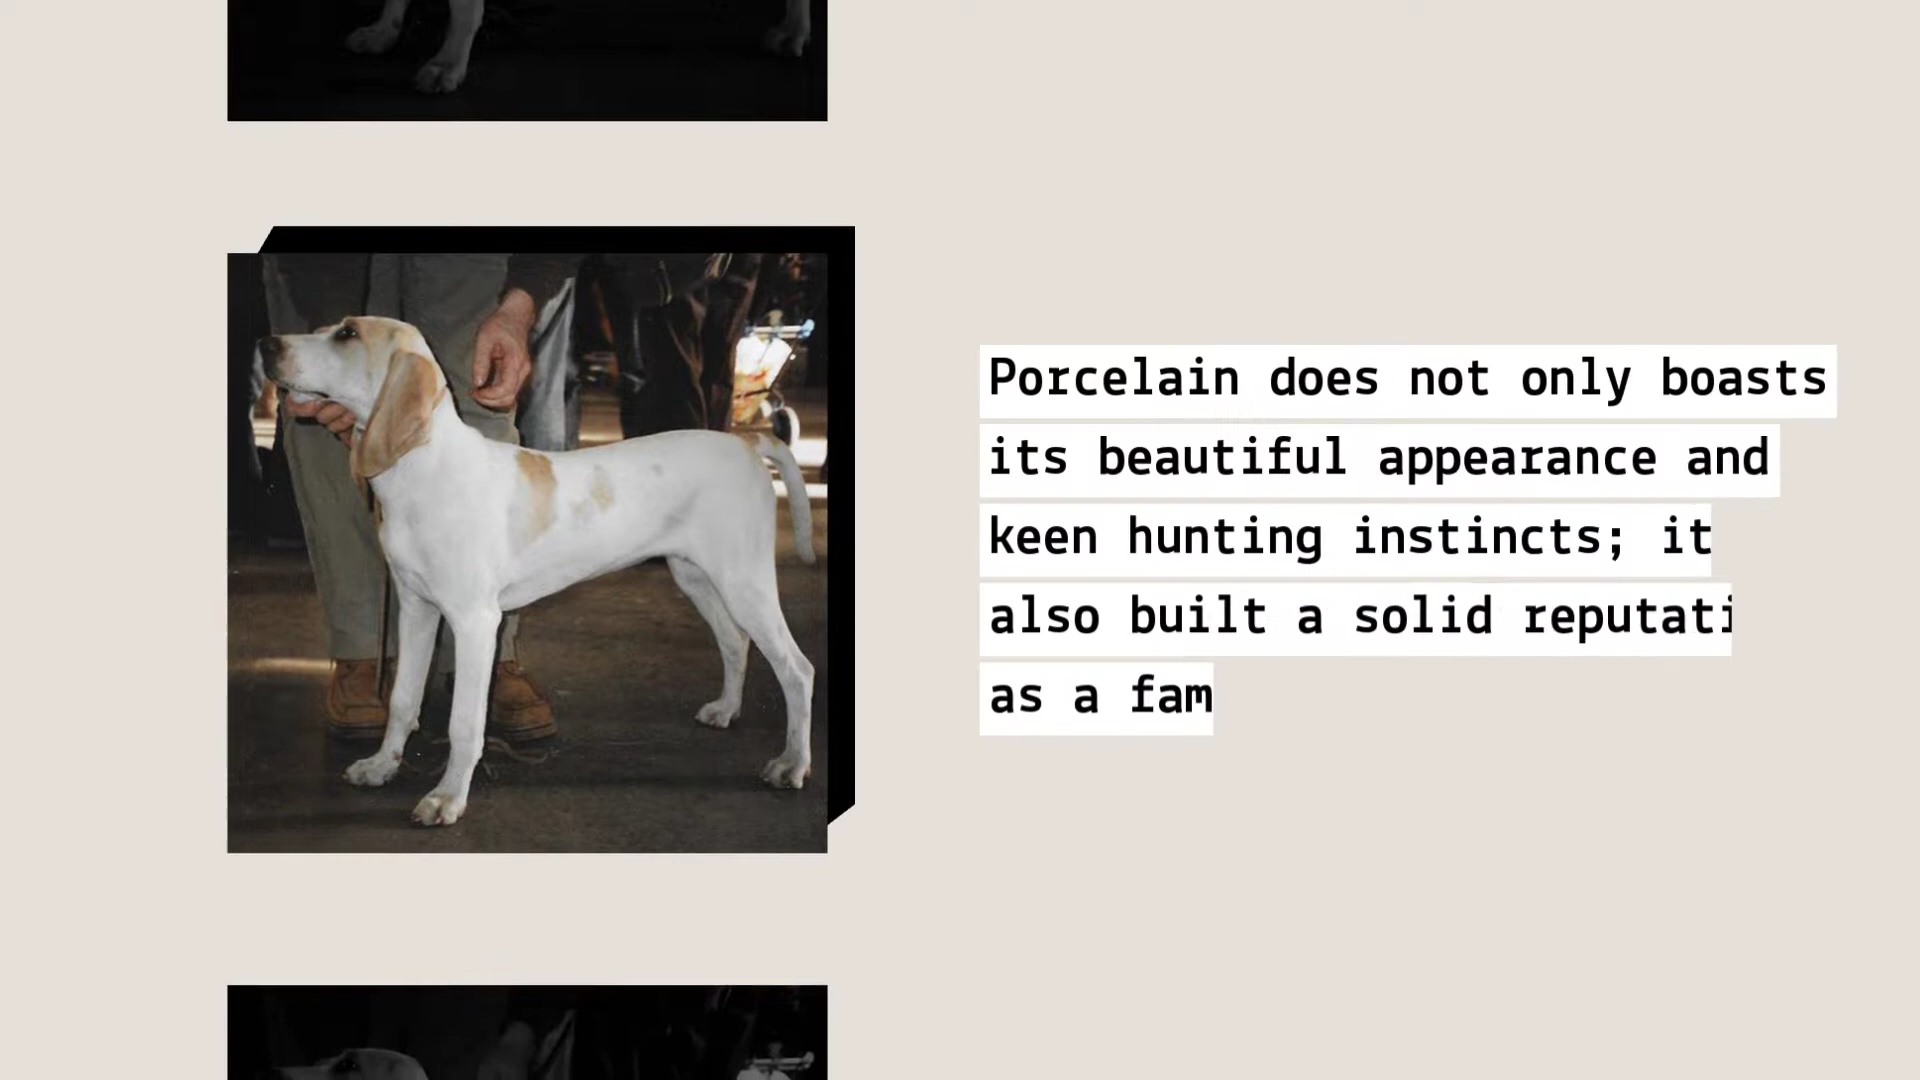 Porcelain does not only boasts
its beautiful appearance and
keen hunting instincts; it
also built a solid reputati
as a fam